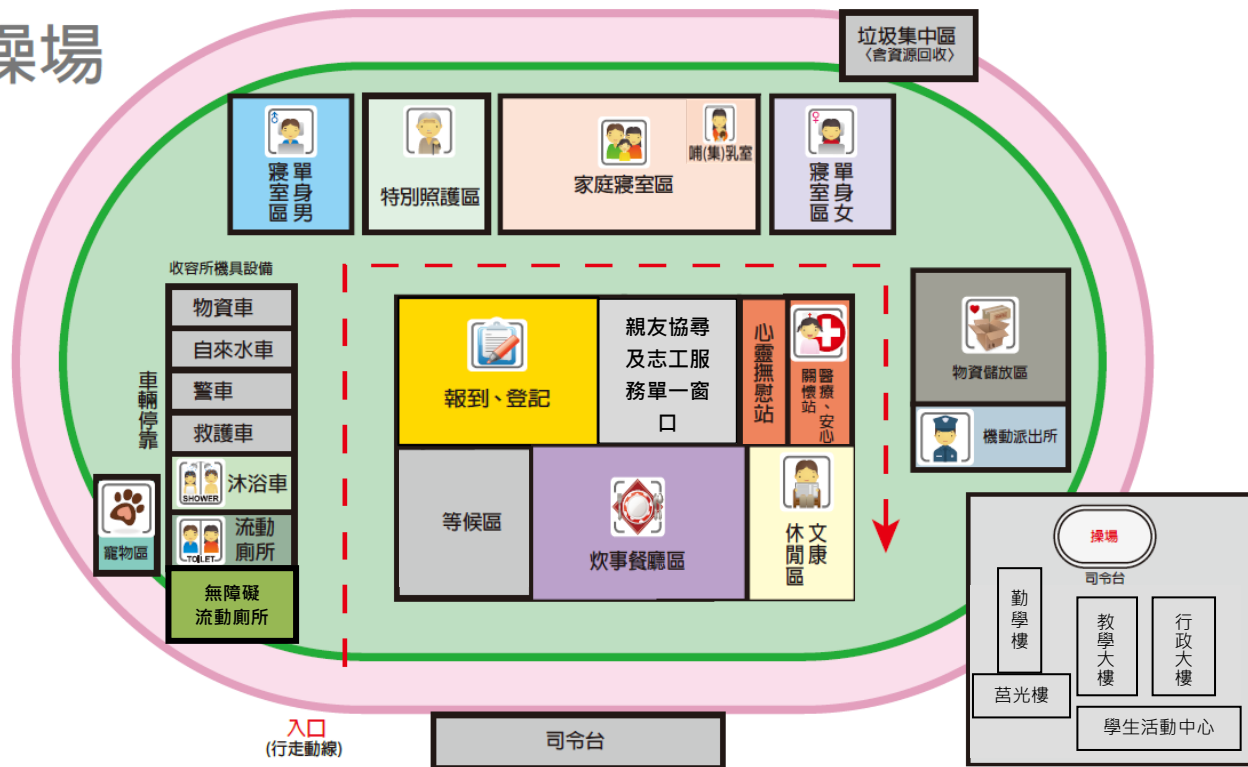 操場
垃圾集中區
〈含資源回收〉
單身男
寢室區
特別照護區
家庭寢室區
哺(集)乳室
單身女
寢室區
收容所機具設備
物資車
自來水車
警車
救護車
SHOWER
沐浴車
TOILET
流動
廁所
無障礙
流動廁所
車輛停靠
寵物區
報到、登記
親友協尋
及志工服
務單一窗
口
心靈撫慰站
醫療、安心
關懷站
等候區
炊事餐廳區
文康
休閒區
物資儲放區
機動派出所
入口
(行走動線)
司令台
操場
司令台
勤學樓
教學大樓
行政大樓
莒光樓
學生活動中心